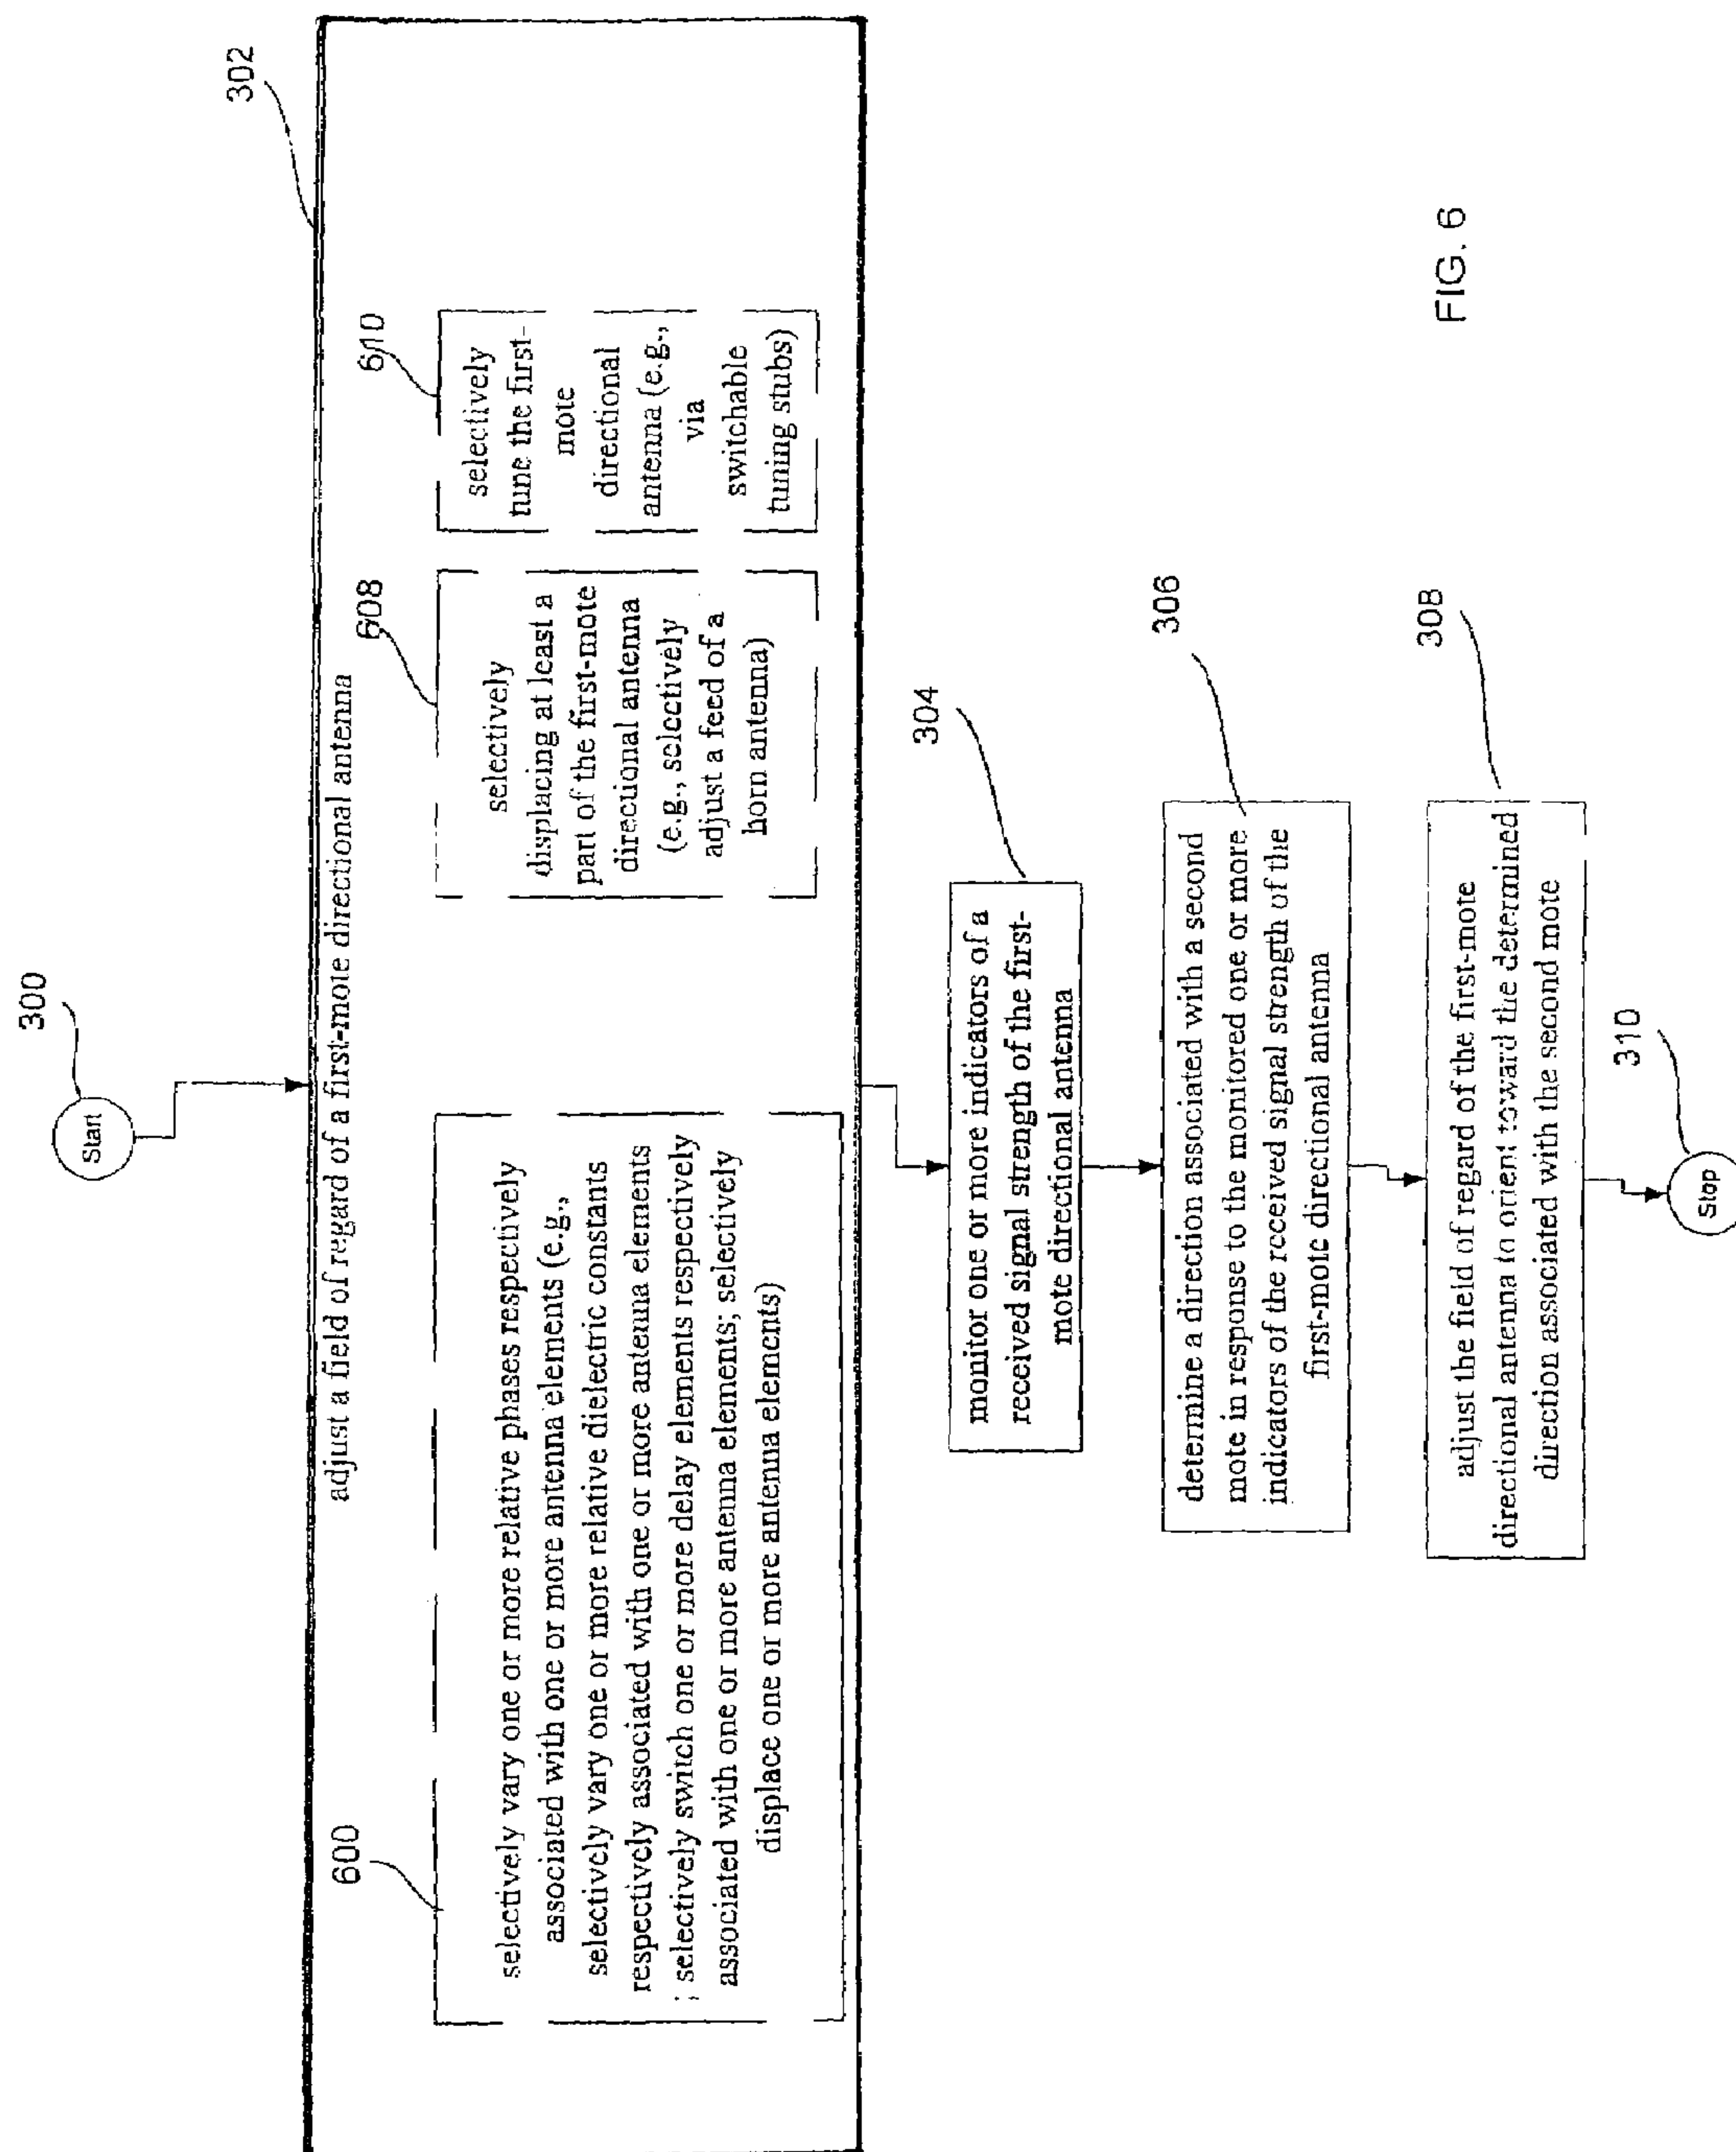 300
Start
302
adjust a field of regard of a first-mote directional antenna
600
selectively vary one or more relative phases respectively
associated with one or more antenna elements (e.g.,
selectively vary one or more relative dielectric constants
respectively associated with one or more antenna elements
; selectively switch one or more delay elements respectively
associated with one or more antenna elements; selectively
displace one or more antenna elements)
608
selectively
displacing at least a
part of the first-mote
directional antenna
(e.g., selectively
adjust a feed of a
horn antenna)
610
selectively
tune the first-
mote
directional
antenna (e.g.,
via
switchable
tuning stubs)
304
monitor one or more indicators of a
received signal strength of the first-
mote directional antenna
306
determine a direction associated with a second
mote in response to the monitored one or more
indicators of the received signal strength of the
first-mote directional antenna
308
adjust the field of regard of the first-mote
directional antenna to orient toward the determined
direction associated with the second mote
310
Stop
FIG. 6